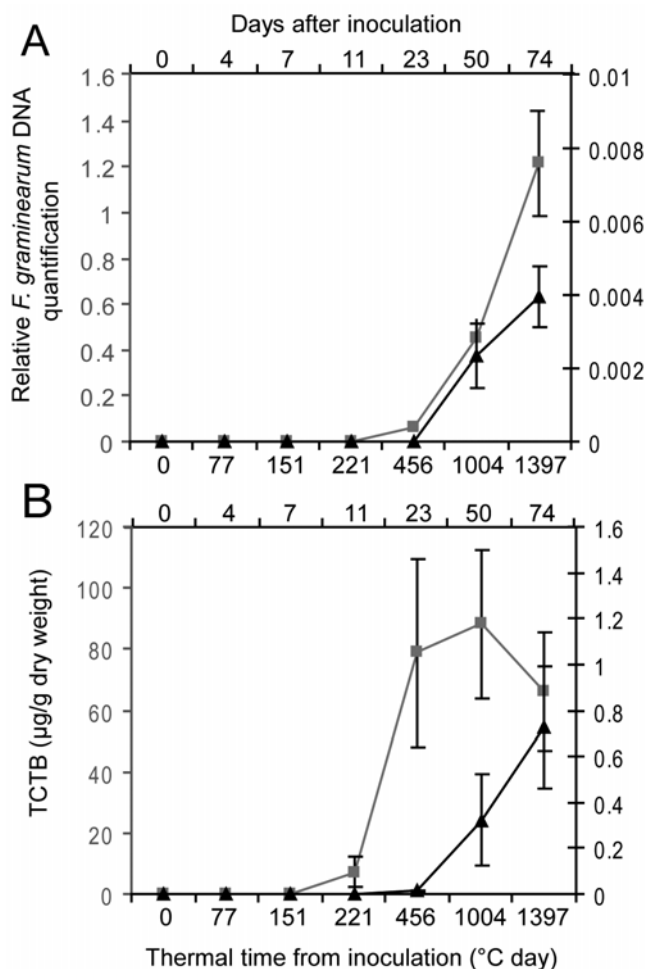 A
Days after inoculation
0 4 7 11 23 50 74
Relative F. graminearum DNA
quantification
1.6
1.4
1.2
1
0.8
0.6
0.4
0.2
0
0.01
0.008
0.006
0.004
0.002
0
0 77 151 221 456 1004 1397
B
0 4 7 11 23 50 74
TCTB (µg/g dry weight)
120
100
80
60
40
20
0
1.6
1.4
1.2
1
0.8
0.6
0.4
0.2
0
0 77 151 221 456 1004 1397
Thermal time from inoculation (°C day)